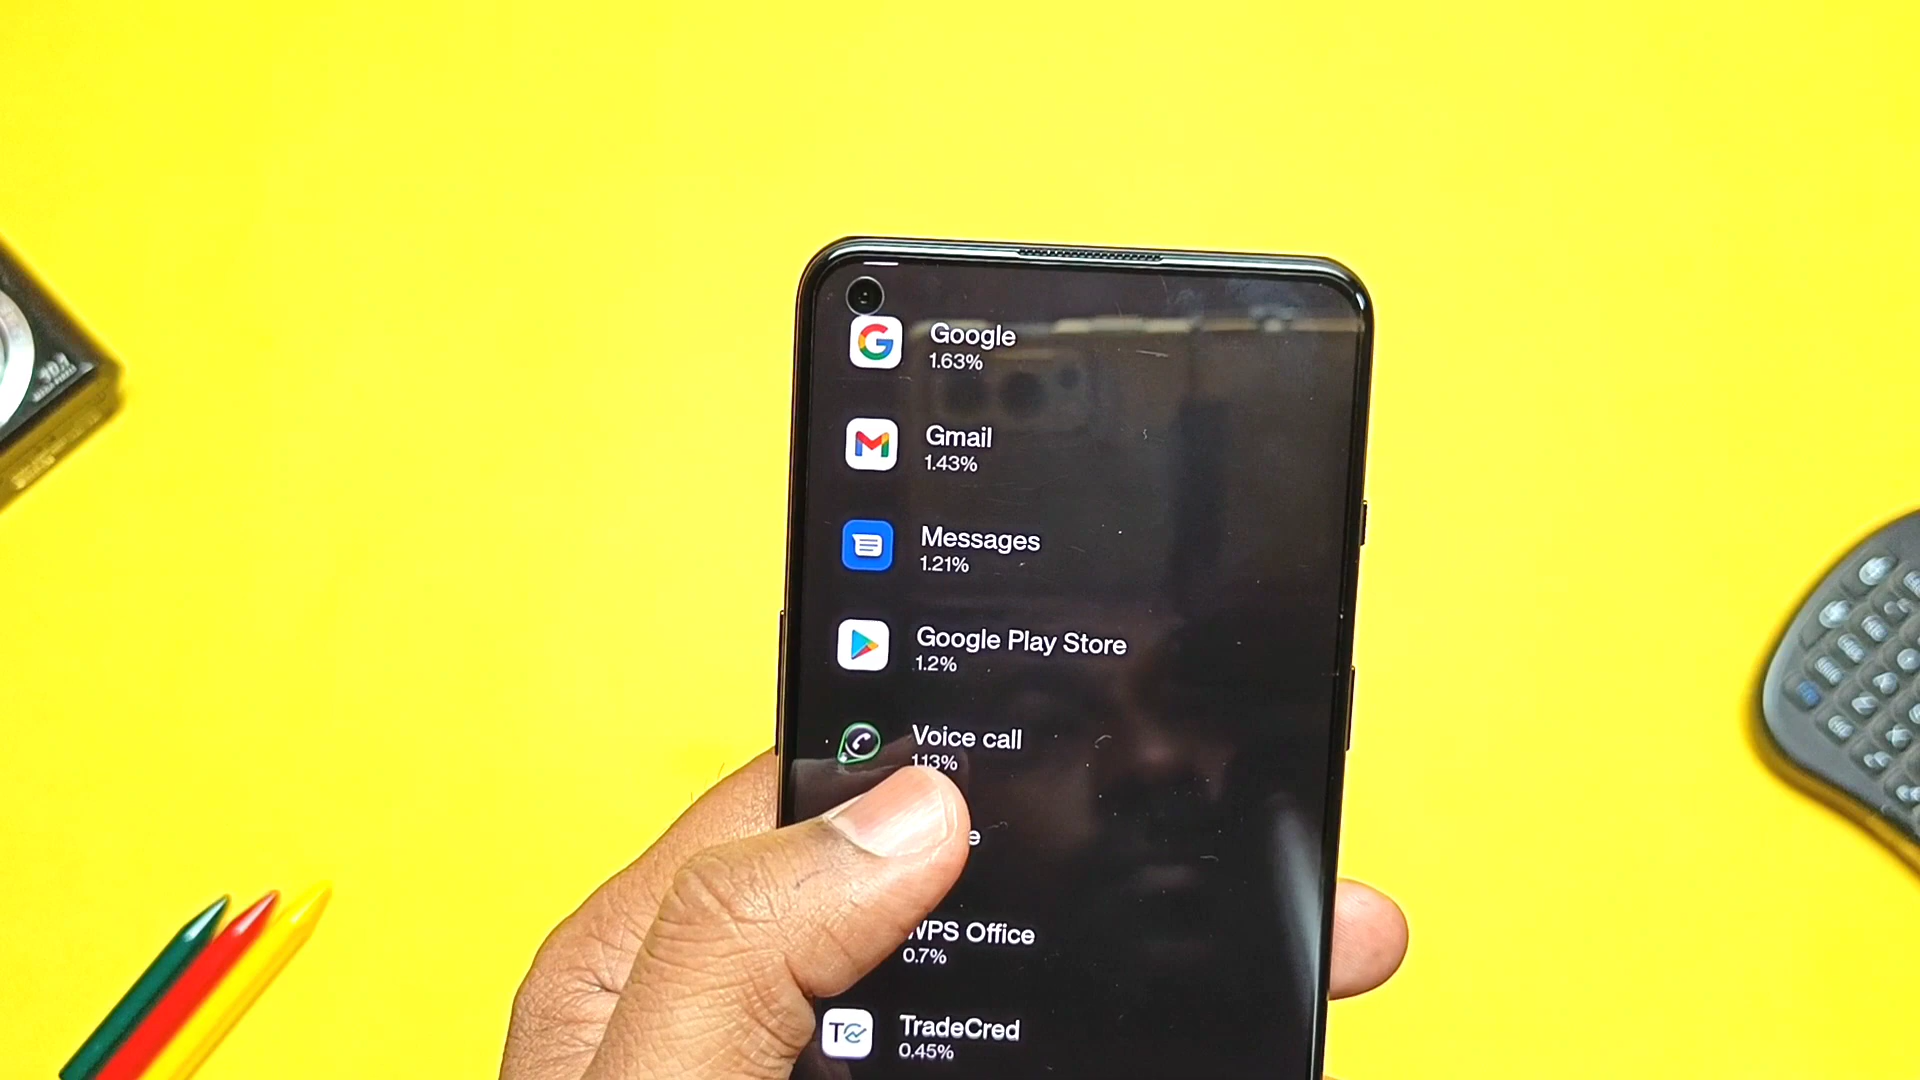 Google
1.63%
Gmail
1.43%
Messages
1.21%
Google Play Store
1.2%
Voice call
1.13%
WPS Office
0.7%
TradeCred
0.45%